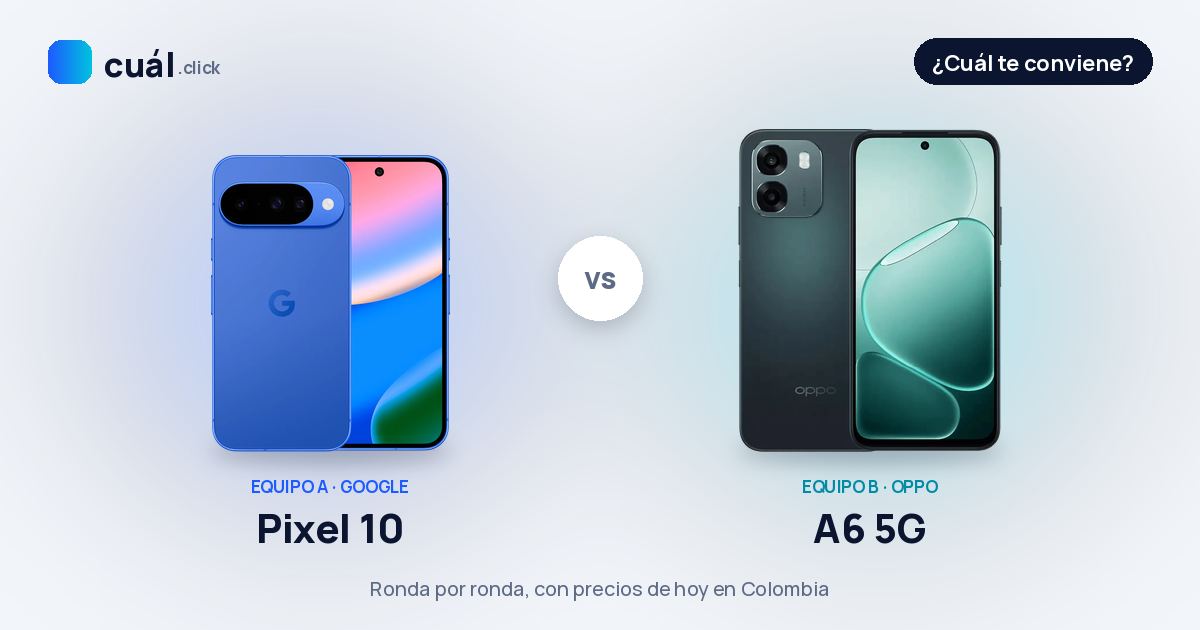 cuál.click
¿Cuál te conviene?
G
oppo
VS
EQUIPO A · GOOGLE
Pixel 10
EQUIPO B · OPPO
A6 5G
Ronda por ronda, con precios de hoy en Colombia